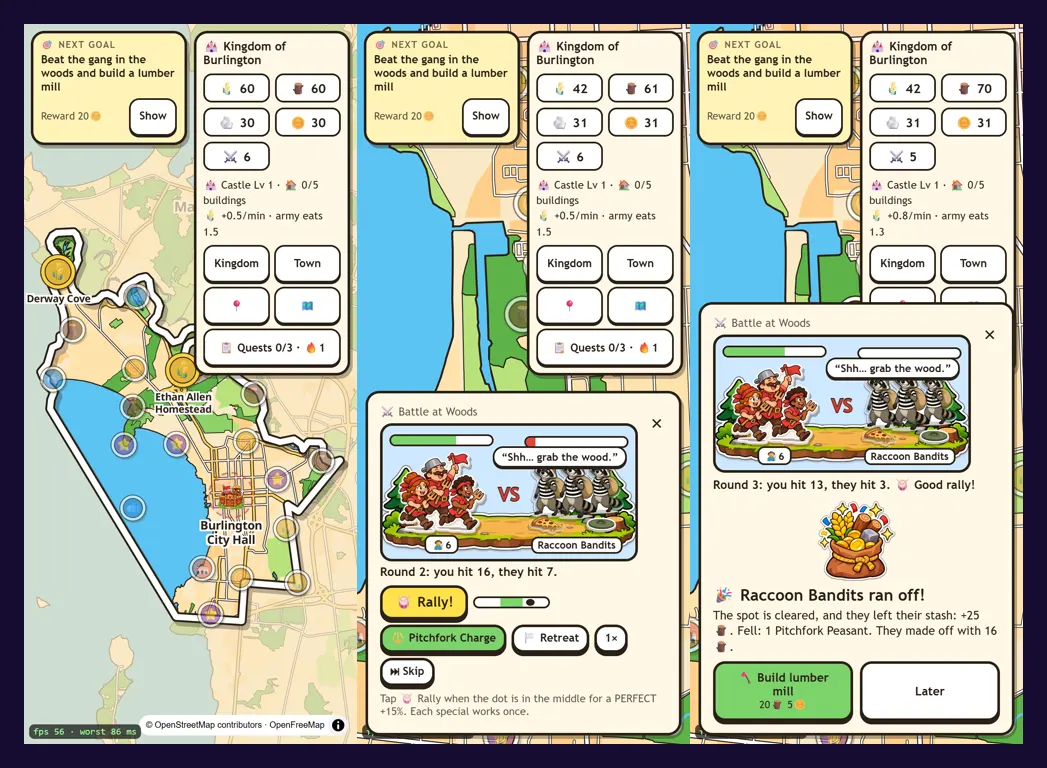 NEXT GOAL
Beat the gang in the
woods and build a lumber
mill
Reward 20
Show
Kingdom of
Burlington
60
60
30
30
6
Castle Lv 1 · 0/5
buildings
+0.5/min · army eats
1.5
Kingdom
Town
Quests 0/3 · 1
Ma
Derway Cove
Ethan Allen
Homestead
Burlington
City Hall
fps 56 · worst 86 ms
© OpenStreetMap contributors · OpenFreeMap
NEXT GOAL
Beat the gang in the
woods and build a lumber
mill
Reward 20
Show
Kingdom of
Burlington
42
61
31
31
6
Castle Lv 1 · 0/5
buildings
+0.5/min · army eats
1.5
Kingdom
Town
Quests 0/3 · 1
Battle at Woods
×
“Shh... grab the wood.”
VS
6
Raccoon Bandits
Round 2: you hit 16, they hit 7.
Rally!
Pitchfork Charge
Retreat
1×
Skip
Tap Rally when the dot is in the middle for a PERFECT
+15%. Each special works once.
NEXT GOAL
Beat the gang in the
woods and build a lumber
mill
Reward 20
Show
Kingdom of
Burlington
42
70
31
31
5
Castle Lv 1 · 0/5
buildings
+0.8/min · army eats
1.3
Kingdom
Town
Battle at Woods
×
“Shh... grab the wood.”
VS
6
Raccoon Bandits
Round 3: you hit 13, they hit 3. Good rally!
Raccoon Bandits ran off!
The spot is cleared, and they left their stash: +25
. Fell: 1 Pitchfork Peasant. They made off with 16
.
Build lumber
mill
20 5
Later